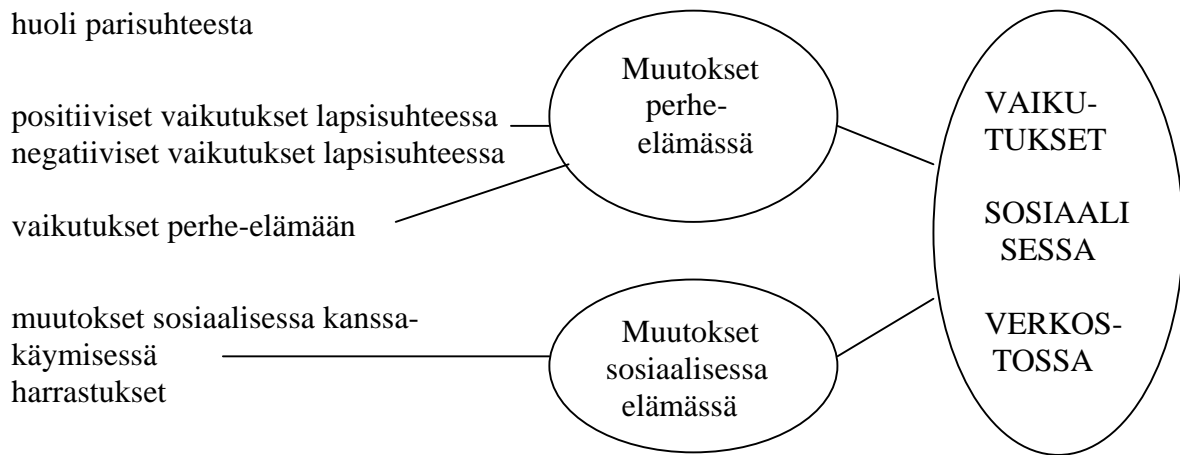 huoli parisuhteesta
positiiviset vaikutukset lapsisuhteessa
negatiiviset vaikutukset lapsisuhteessa
vaikutukset perhe-elämään
muutokset sosiaalisessa kanssa-
käymisessä
harrastukset
Muutokset
perhe-
elämässä
Muutokset
sosiaalisessa
elämässä
VAIKU-
TUKSET
SOSIAALI
SESSA
VERKOS-
TOSSA